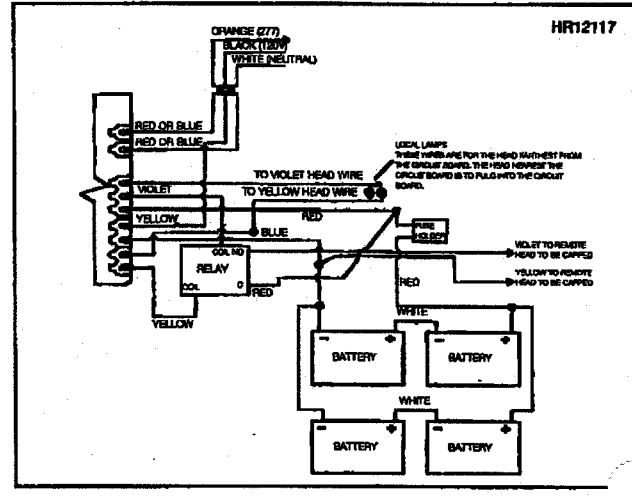 HR12117
ORANGE (277)
BLACK (120V)
WHITE (NEUTRAL)
RED OR BLUE
RED OR BLUE
LOCAL LAMPS
THESE WIRES ARE FOR THE HEAD FARTHEST FROM
THE CIRCUIT BOARD. THE HEAD NEAREST THE
CIRCUIT BOARD IS TO PLUG INTO THE CIRCUIT
BOARD.
TO VIOLET HEAD WIRE
VIOLET
TO YELLOW HEAD WIRE
RED
YELLOW
BLUE
FUSE
HOLDER
COIL NO
RELAY
COIL
C
RED
VIOLET TO REMOTE
HEAD TO BE CAPPED
YELLOW TO REMOTE
HEAD TO BE CAPPED
RED
YELLOW
WHITE
- +
BATTERY
- +
BATTERY
WHITE
- +
BATTERY
- +
BATTERY